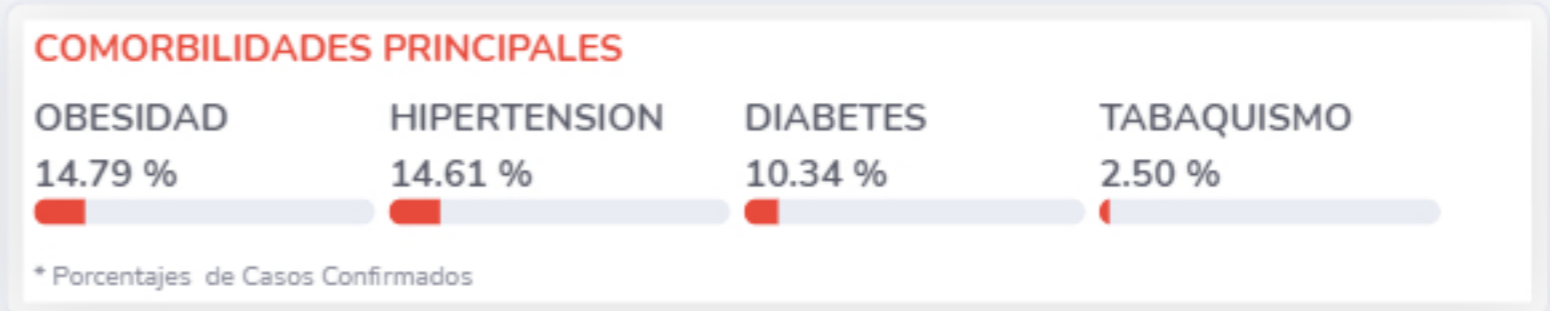 COMORBILIDADES PRINCIPALES
OBESIDAD HIPERTENSION DIABETES TABAQUISMO
14.79 % 14.61 % 10.34 % 2.50 %
* Porcentajes de Casos Confirmados